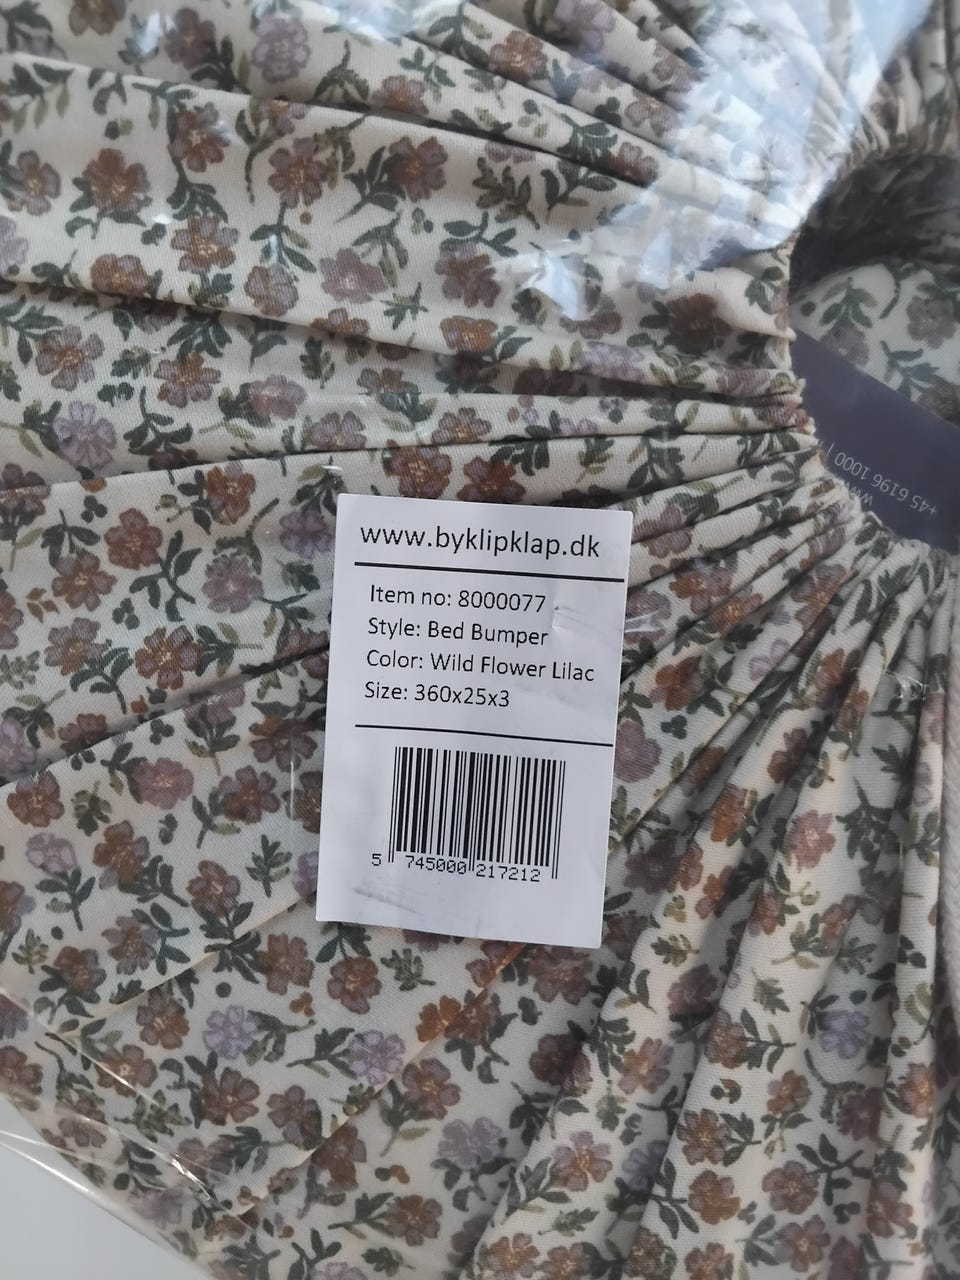 www.byklipklap.dk
Item no: 8000077
Style: Bed Bumper
Color: Wild Flower Lilac
Size: 360x25x3
5 745000 217212
+45 6196 1000 |